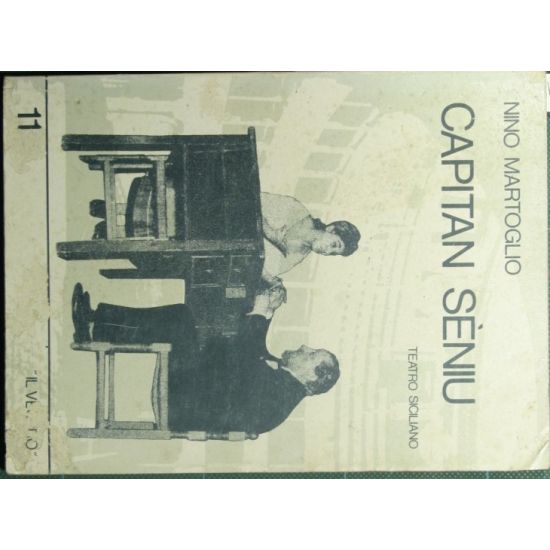 NINO MARTOGLIO
CAPITAN SÈNIU
TEATRO SICILIANO
11